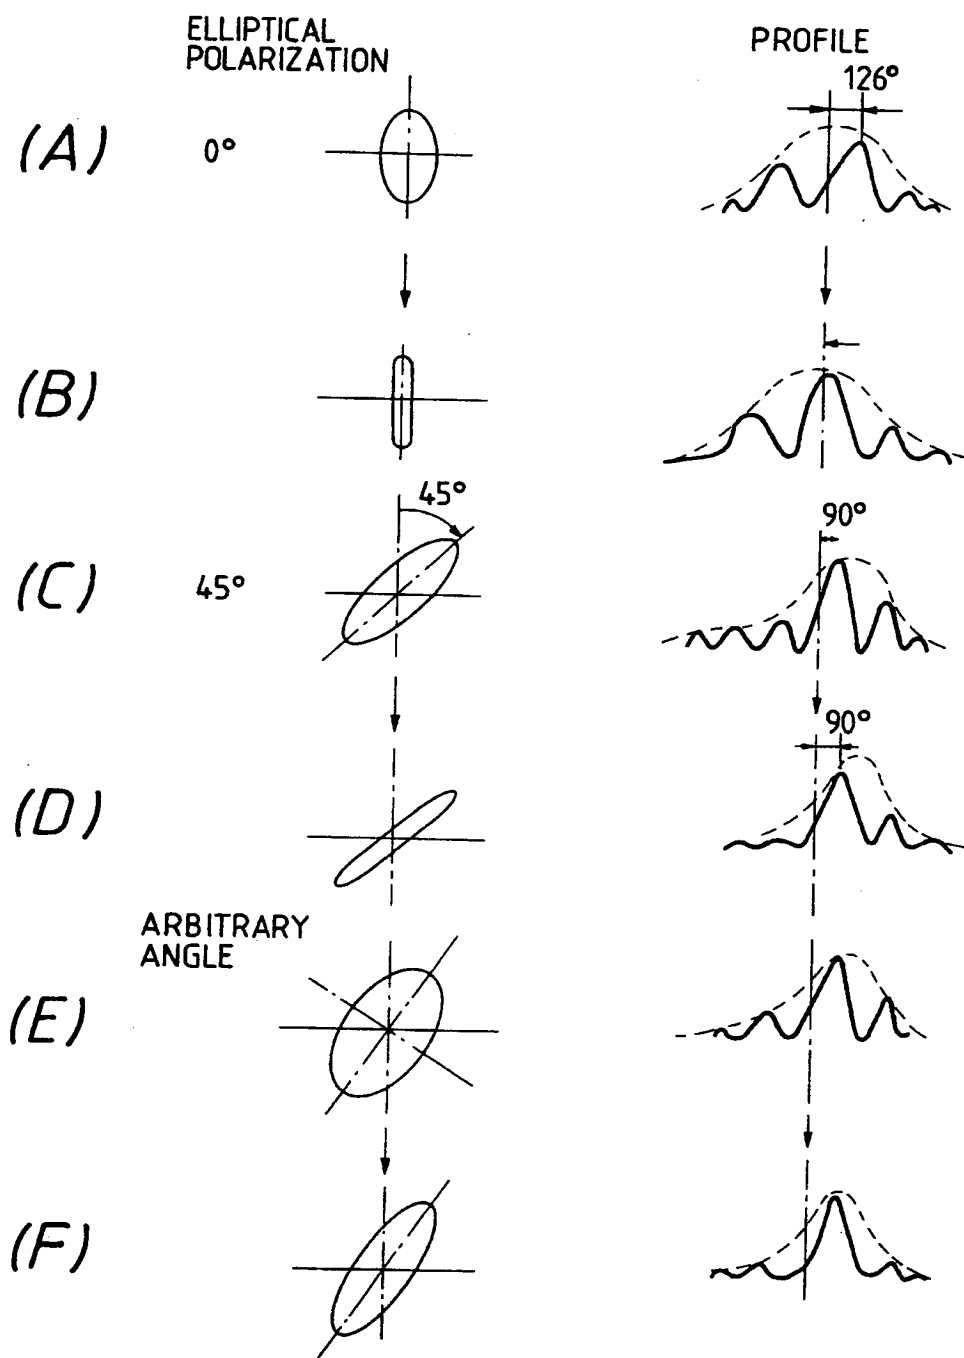 ELLIPTICAL
POLARIZATION
PROFILE
126°
(A)
0°
(B)
45°
90°
(C)
45°
90°
(D)
ARBITRARY
ANGLE
(E)
(F)